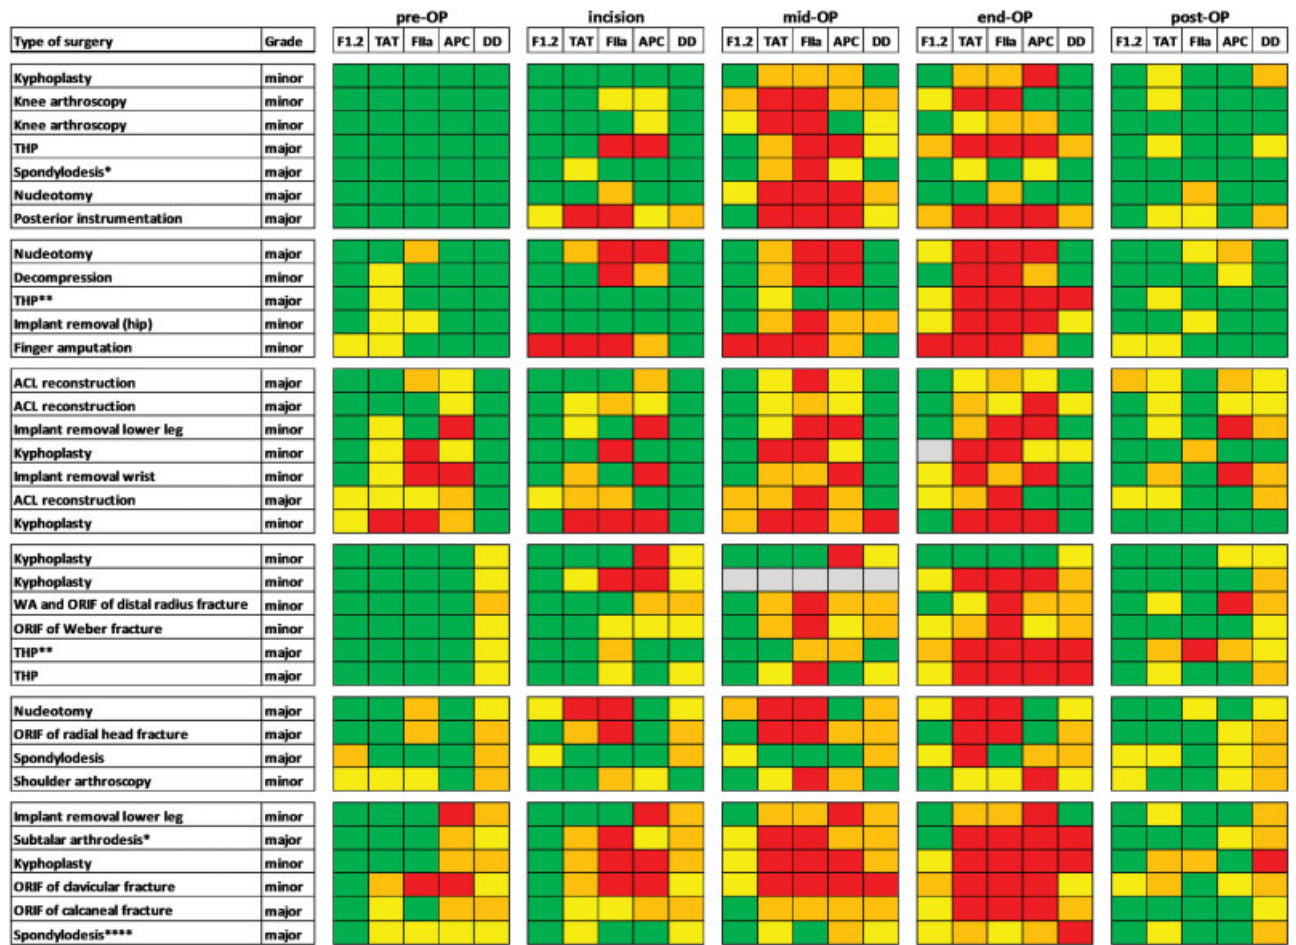 pre-OP incision mid-OP end-OP post-OP
Type of surgery Grade F1.2 TAT FIIa APC DD F1.2 TAT FIIa APC DD F1.2 TAT FIIa APC DD F1.2 TAT FIIa APC DD F1.2 TAT FIIa APC DD
Kyphoplasty minor
Knee arthroscopy minor
Knee arthroscopy minor
THP major
Spondylodesis* major
Nucleotomy major
Posterior instrumentation major
Nucleotomy major
Decompression minor
THP** major
Implant removal (hip) minor
Finger amputation minor
ACL reconstruction major
ACL reconstruction major
Implant removal lower leg minor
Kyphoplasty minor
Implant removal wrist minor
ACL reconstruction major
Kyphoplasty minor
Kyphoplasty minor
Kyphoplasty minor
WA and ORIF of distal radius fracture minor
ORIF of Weber fracture minor
THP** major
THP major
Nucleotomy major
ORIF of radial head fracture major
Spondylodesis major
Shoulder arthroscopy minor
Implant removal lower leg minor
Subtalar arthrodesis* major
Kyphoplasty minor
ORIF of davicular fracture minor
ORIF of calcaneal fracture major
Spondylodesis**** major